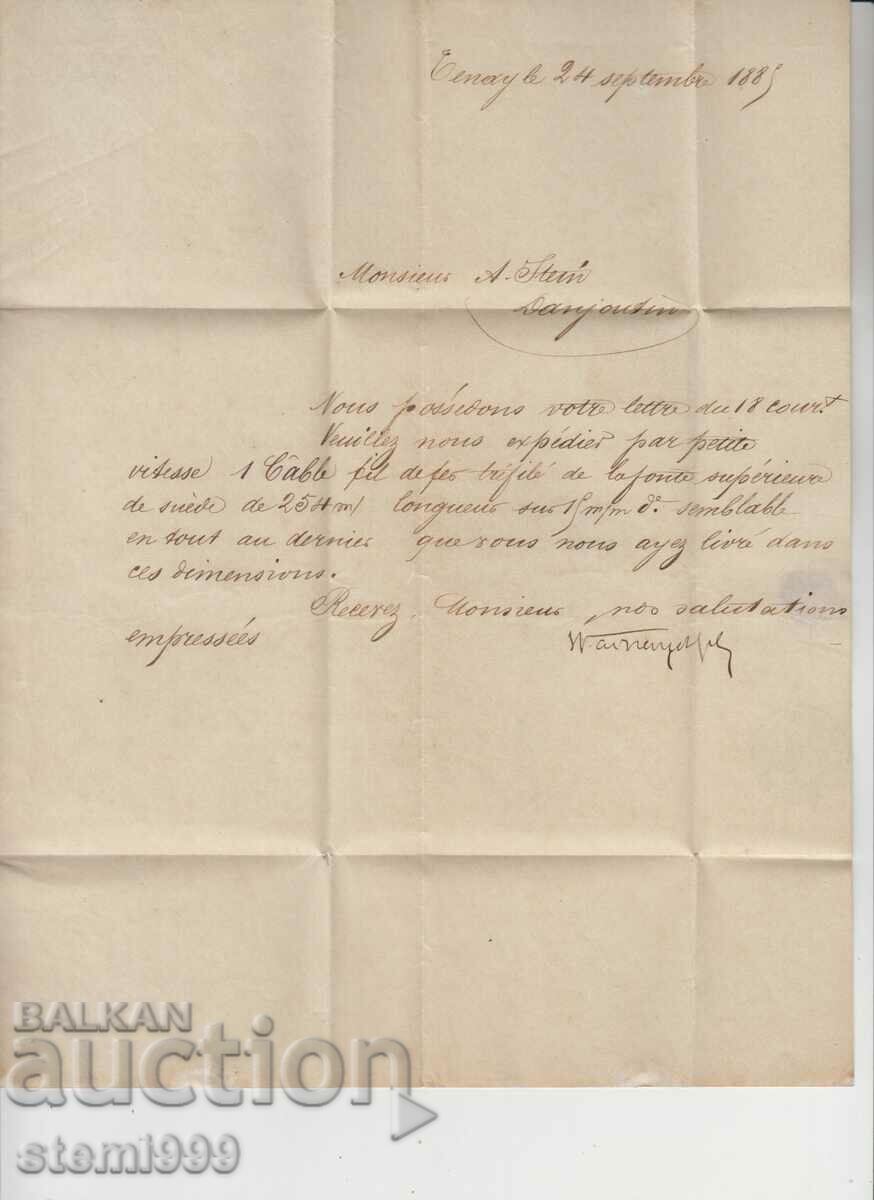 Tenay le 24 septembre 1885
Monsieur A. Stein
Danjoutin
Nous possédons votre lettre du 18 cour.t
Veuillez nous expédier par petite
vitesse 1 Câble fil de fer tréfilé de la fonte supérieure
de suède de 254 m/ longueur sur 15 m/m d.e semblable
en tout au dernier que vous nous ayez livré dans
ces dimensions.
Recevez, Monsieur, nos salutations
empressées
BALKAN
auction
stemi999